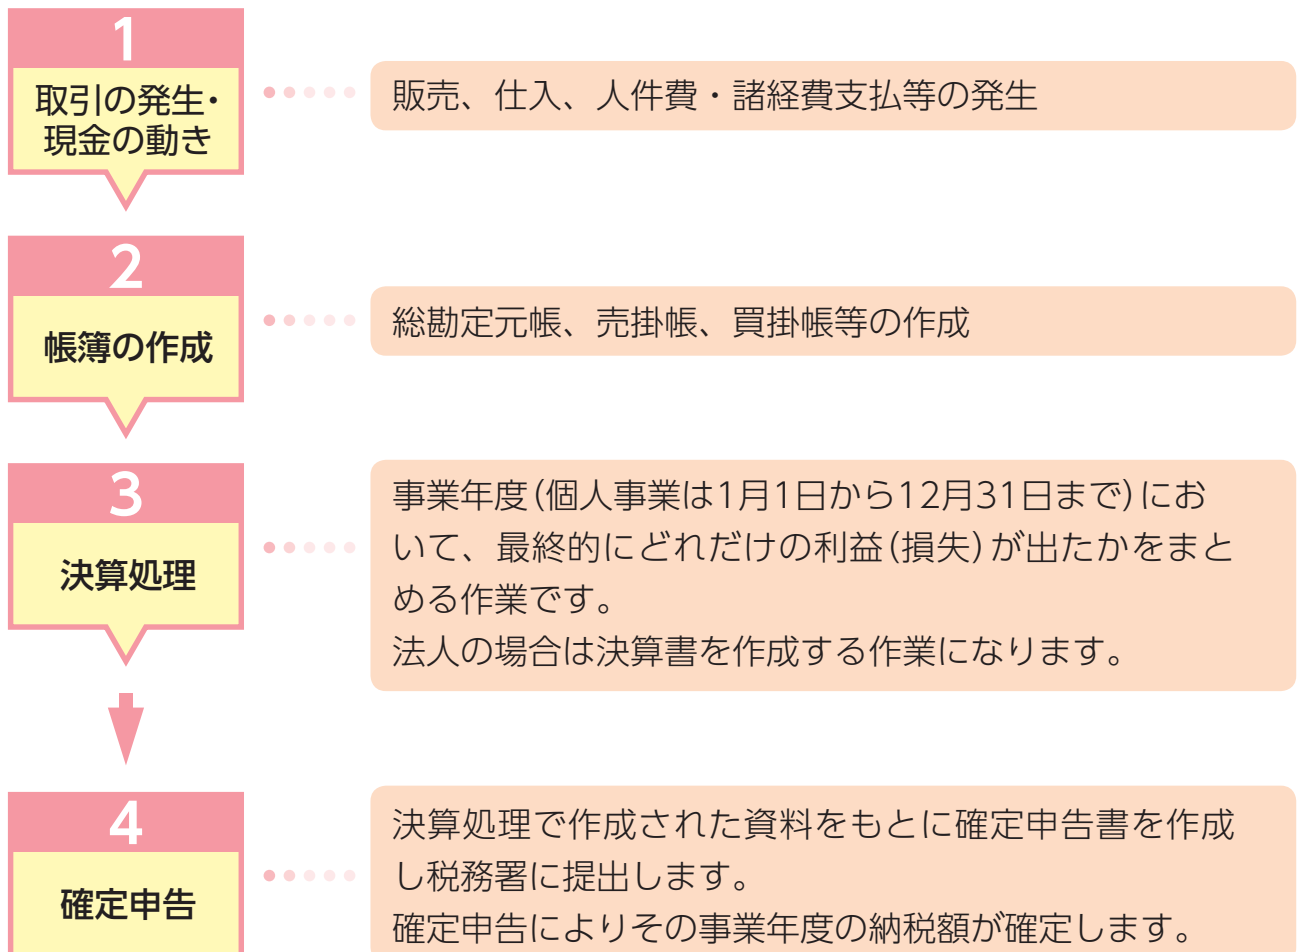 1
取引の発生・
現金の動き
販売、仕入、人件費・諸経費支払等の発生
2
帳簿の作成
総勘定元帳、売掛帳、買掛帳等の作成
3
決算処理
事業年度(個人事業は1月1日から12月31日まで)にお
いて、最終的にどれだけの利益(損失)が出たかをまと
める作業です。
法人の場合は決算書を作成する作業になります。
4
確定申告
決算処理で作成された資料をもとに確定申告書を作成
し税務署に提出します。
確定申告によりその事業年度の納税額が確定します。